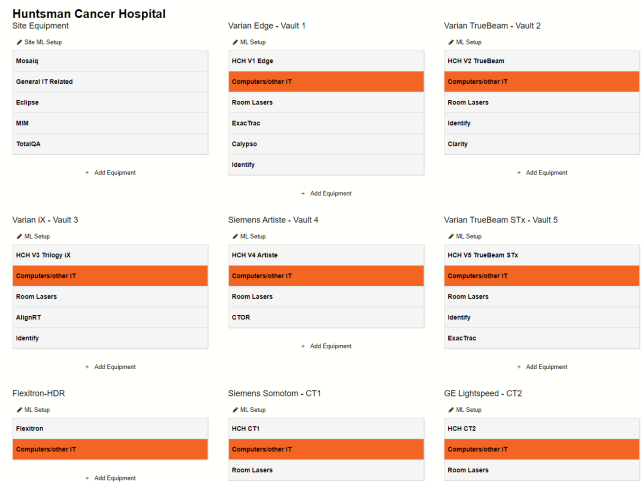 Huntsman Cancer Hospital
Site Equipment
Site ML Setup
Mosaiq
General IT Related
Eclipse
MIM
TotalQA
+ Add Equipment
Varian Edge - Vault 1
ML Setup
HCH V1 Edge
Computers/other IT
Room Lasers
ExacTrac
Calypso
Identify
+ Add Equipment
Varian TrueBeam - Vault 2
ML Setup
HCH V2 TrueBeam
Computers/other IT
Room Lasers
Identify
Clarity
+ Add Equipment
Varian iX - Vault 3
ML Setup
HCH V3 Trilogy iX
Computers/other IT
Room Lasers
AlignRT
Identify
+ Add Equipment
Siemens Artiste - Vault 4
ML Setup
HCH V4 Artiste
Computers/other IT
Room Lasers
CTOR
+ Add Equipment
Varian TrueBeam STx - Vault 5
ML Setup
HCH V5 TrueBeam STx
Computers/other IT
Room Lasers
Identify
ExacTrac
+ Add Equipment
Flexitron-HDR
ML Setup
Flexitron
Computers/other IT
+ Add Equipment
Siemens Somotom - CT1
ML Setup
HCH CT1
Computers/other IT
Room Lasers
GE Lightspeed - CT2
ML Setup
HCH CT2
Computers/other IT
Room Lasers